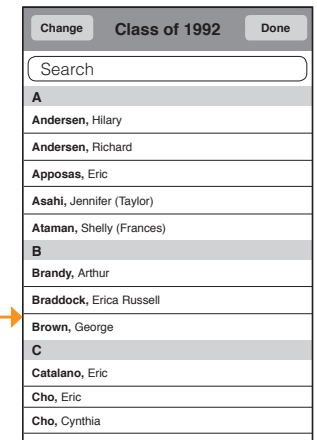 Change Class of 1992 Done
Search
A
Andersen, Hilary
Andersen, Richard
Apposas, Eric
Asahi, Jennifer (Taylor)
Ataman, Shelly (Frances)
B
Brandy, Arthur
Braddock, Erica Russell
Brown, George
C
Catalano, Eric
Cho, Eric
Cho, Cynthia